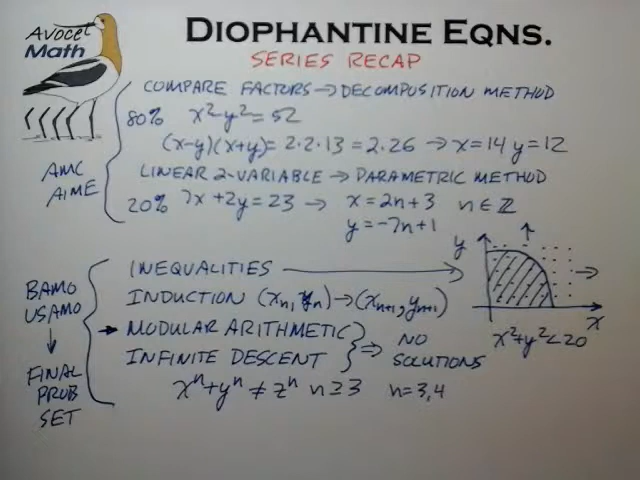 Avocet
Math
DIOPHANTINE EQNS.
SERIES RECAP
COMPARE FACTORS → DECOMPOSITION METHOD
80% x²-y²=52
(x-y)(x+y)= 2·2·13 = 2·26 → x=14 y=12
AMC
AIME
LINEAR 2-VARIABLE → PARAMETRIC METHOD
20% 7x+2y=23 → x=2n+3 n∈ℤ
y=-7n+1
BAMO
USAMO
↓
FINAL
PROB
SET
INEQUALITIES →
INDUCTION (xₙ, yₙ)→(xₙ₊₁, yₙ₊₁)
→ MODULAR ARITHMETIC
INFINITE DESCENT
} ⇒ NO
SOLUTIONS
xⁿ+yⁿ ≠ zⁿ n≥3 n=3,4
y
x
x²+y²<20